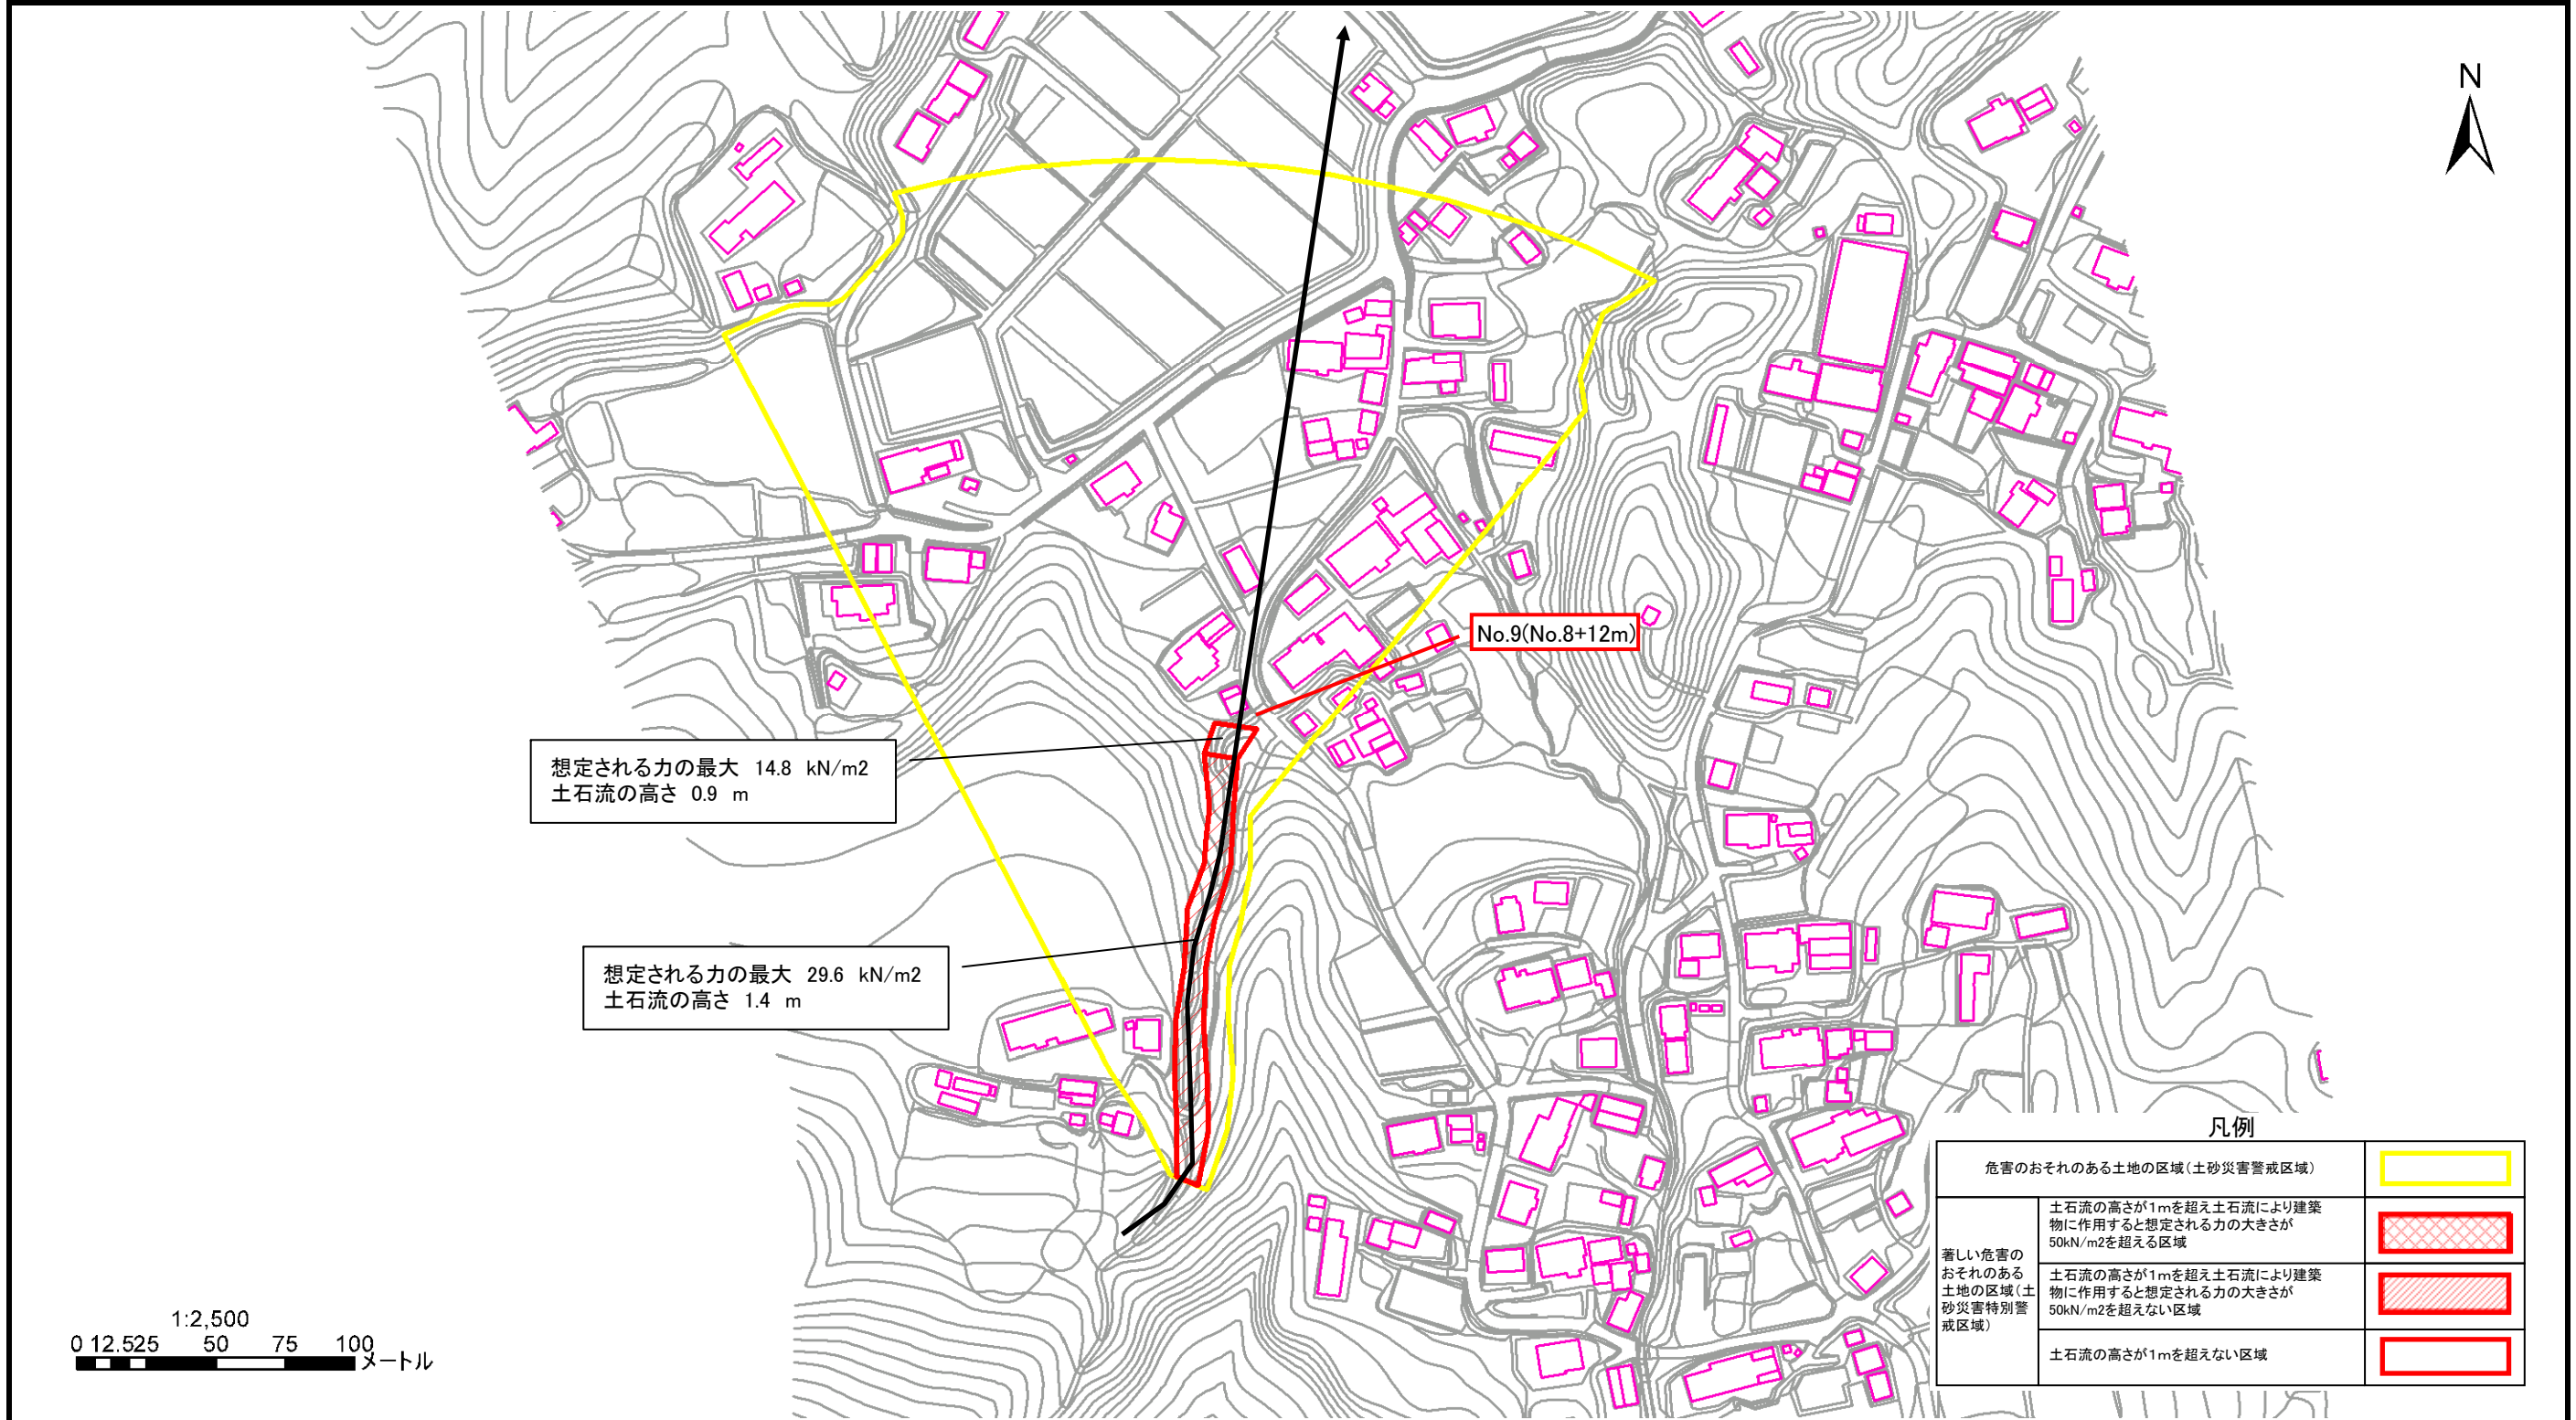 N
No.9(No.8+12m)
想定される力の最大 14.8 kN/m2
土石流の高さ 0.9 m
想定される力の最大 29.6 kN/m2
土石流の高さ 1.4 m
1:2,500
0 12.525 50 75 100
メートル
凡例
危害のおそれのある土地の区域(土砂災害警戒区域)
著しい危害の
おそれのある
土地の区域(土
砂災害特別警
戒区域)
土石流の高さが1mを超え土石流により建築
物に作用すると想定される力の大きさが
50kN/m2を超える区域
土石流の高さが1mを超え土石流により建築
物に作用すると想定される力の大きさが
50kN/m2を超えない区域
土石流の高さが1mを超えない区域